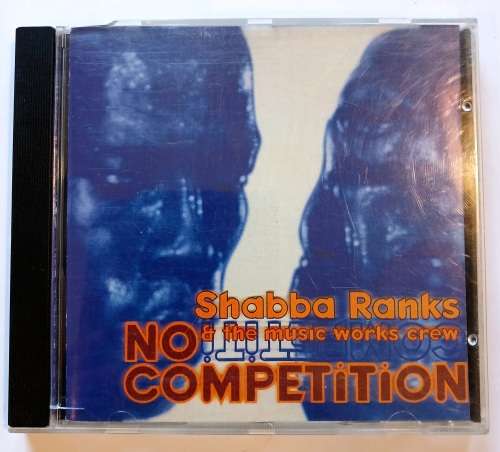 Shabba Ranks
& the music works crew
NO
COMPETiTiON